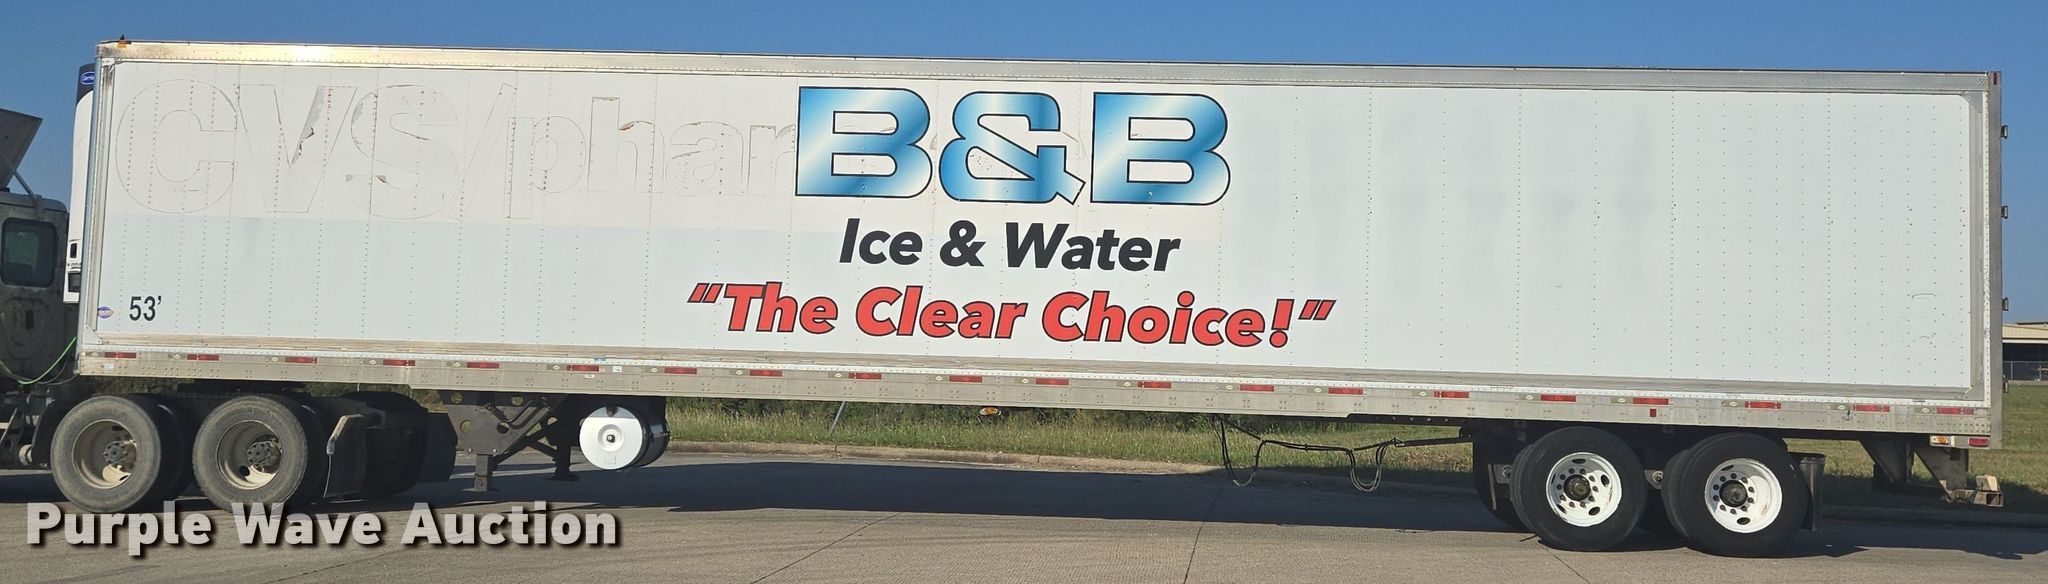 CVS/phar
B&B
Ice & Water
"The Clear Choice!"
53'
Purple Wave Auction